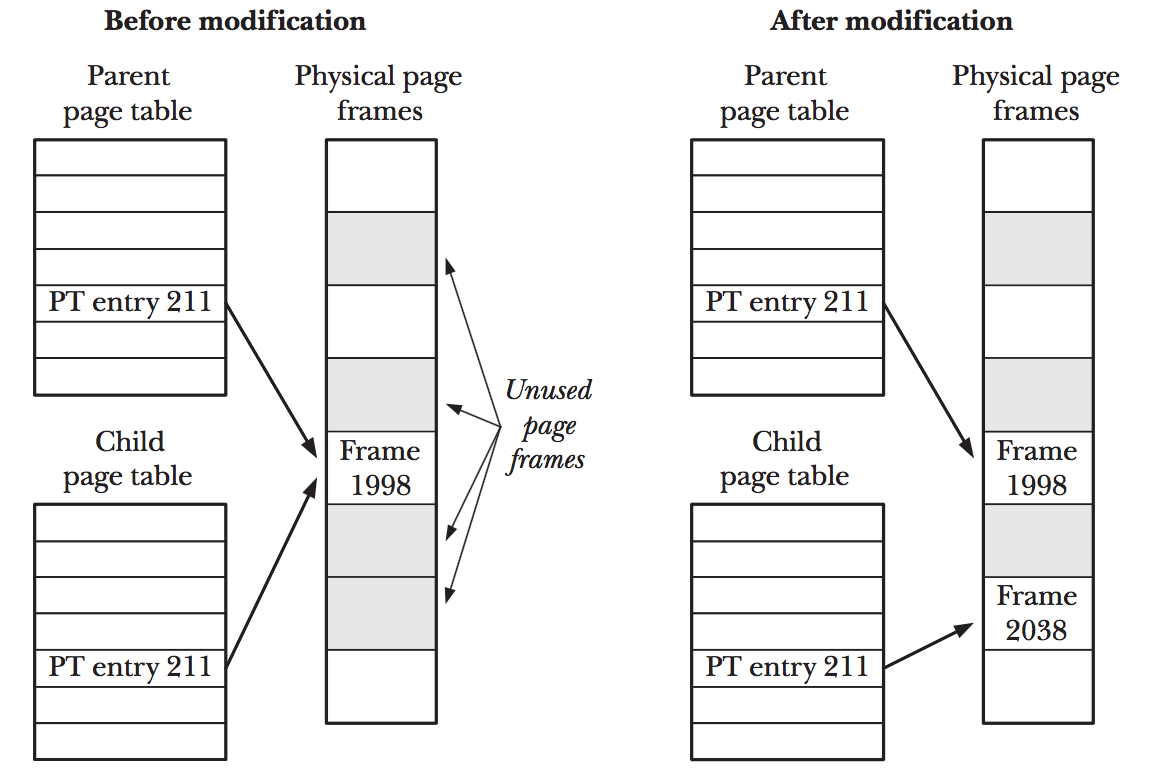 Before modification
Parent
page table
Physical page
frames
PT entry 211
Child
page table
Frame
1998
PT entry 211
Unused
page
frames
After modification
Parent
page table
Physical page
frames
PT entry 211
Child
page table
Frame
1998
Frame
2038
PT entry 211